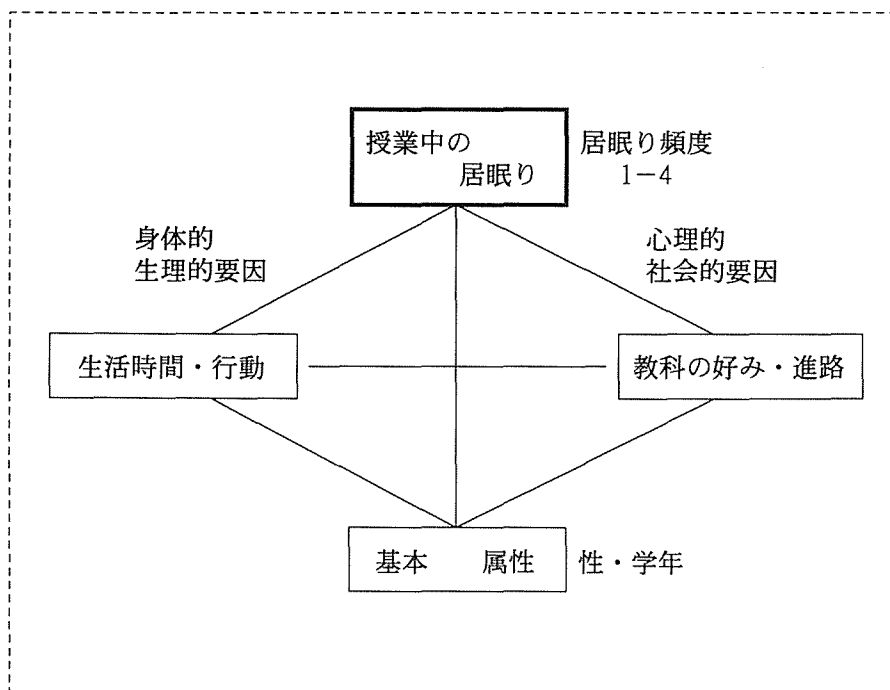 授業中の
居眠り
居眠り頻度
1−4
身体的
生理的要因
心理的
社会的要因
生活時間・行動
教科の好み・進路
基本 属性
性・学年